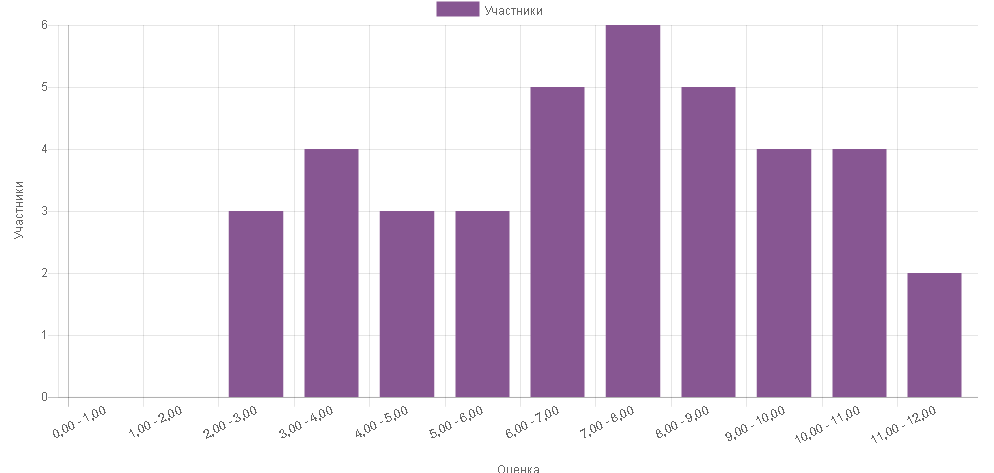 Участники
6
5
4
3
2
1
0
Участники
0,00 - 1,00
1,00 - 2,00
2,00 - 3,00
3,00 - 4,00
4,00 - 5,00
5,00 - 6,00
6,00 - 7,00
7,00 - 8,00
8,00 - 9,00
9,00 - 10,00
10,00 - 11,00
11,00 - 12,00
Оценка